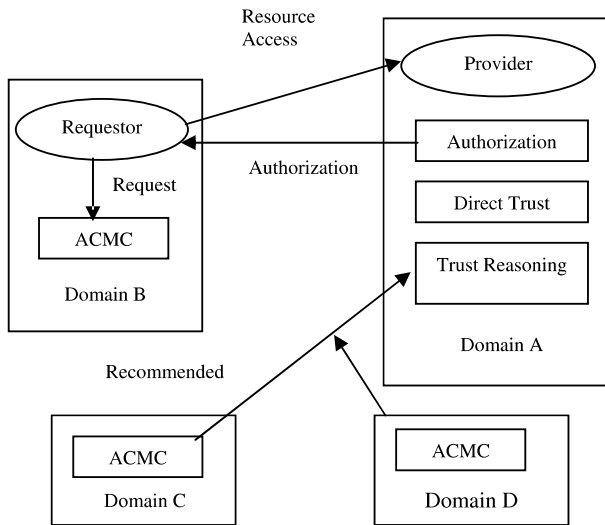 Resource
Access
Provider
Requestor
Authorization
Authorization
Request
Direct Trust
ACMC
Trust Reasoning
Domain B
Domain A
Recommended
ACMC
ACMC
Domain C
Domain D